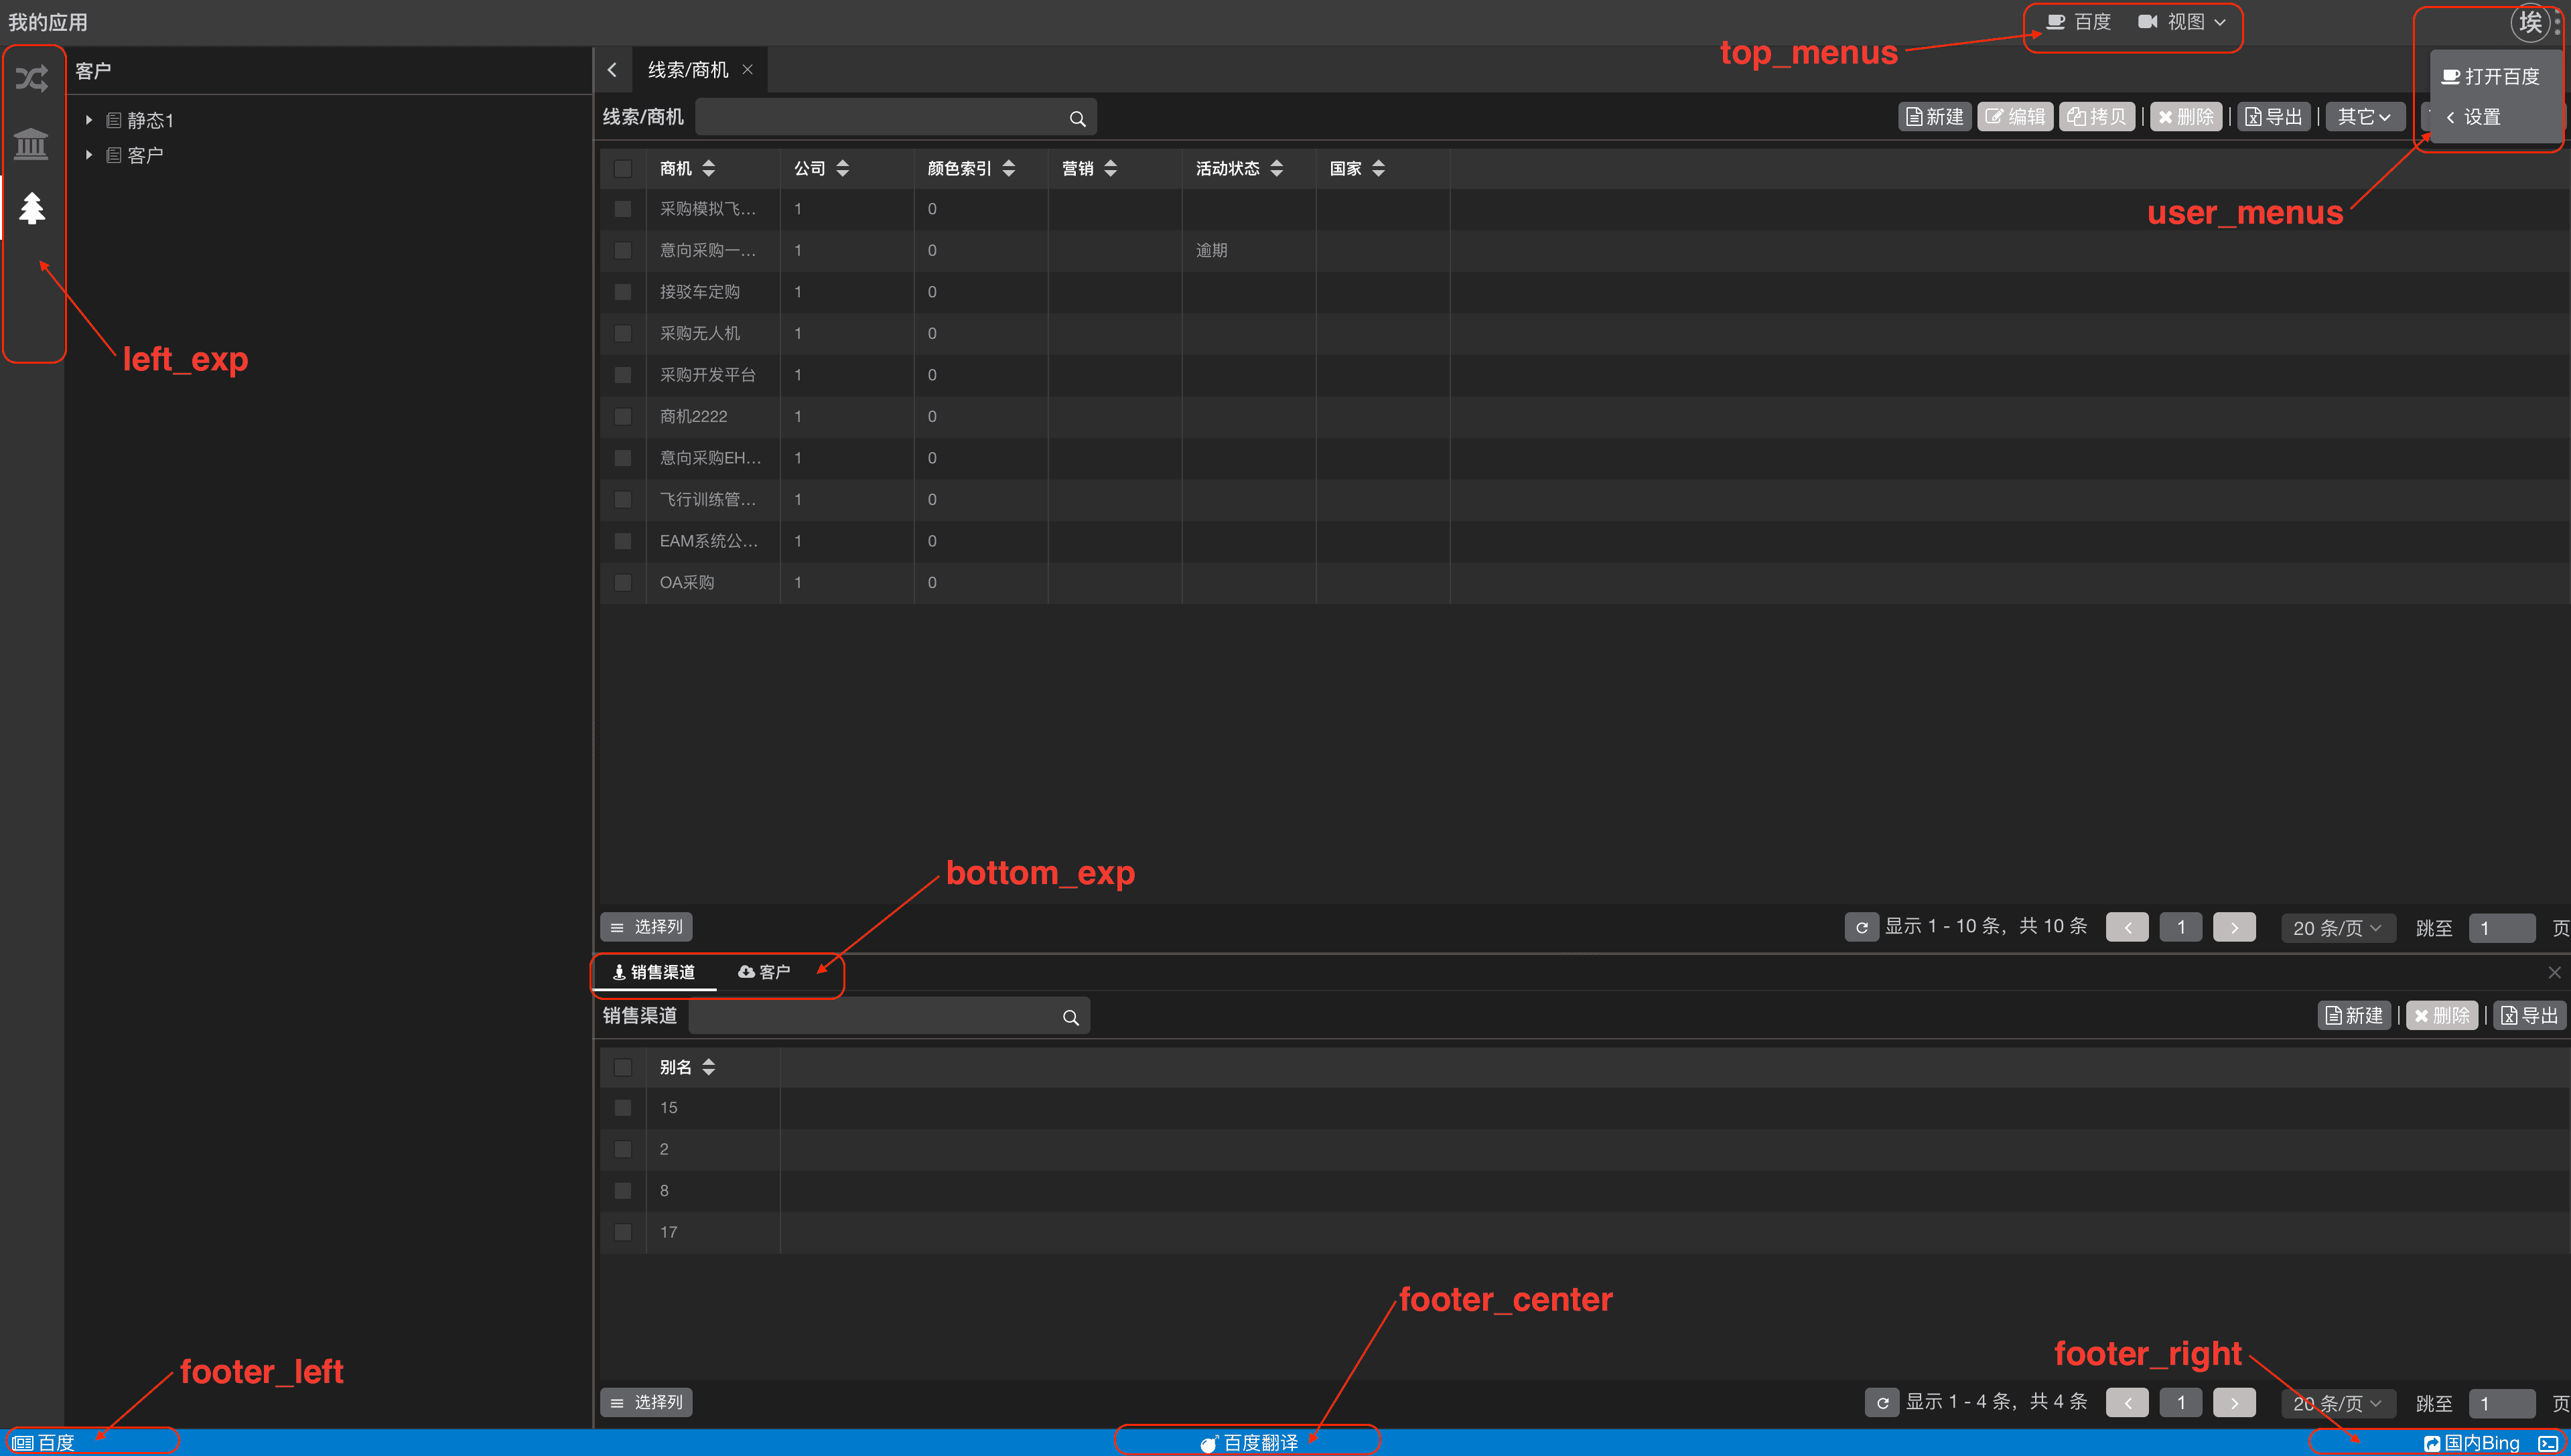 我的应用
百度 视图
埃
top_menus
客户
线索/商机
打开百度
设置
线索/商机
新建 编辑 拷贝 删除 导出 其它
静态1
客户
user_menus
left_exp
商机 公司 颜色索引 营销 活动状态 国家
采购模拟飞... 1 0
意向采购一... 1 0 逾期
接驳车定购 1 0
采购无人机 1 0
采购开发平台 1 0
商机2222 1 0
意向采购EH... 1 0
飞行训练管... 1 0
EAM系统公... 1 0
OA采购 1 0
bottom_exp
选择列 显示 1 - 10 条，共 10 条 1 20 条/页 跳至 1 页
销售渠道 客户
销售渠道 新建 删除 导出
别名
15
2
8
17
footer_center
footer_right
footer_left
选择列 显示 1 - 4 条，共 4 条 1 20 条/页 跳至 1 页
百度 百度翻译 国内Bing